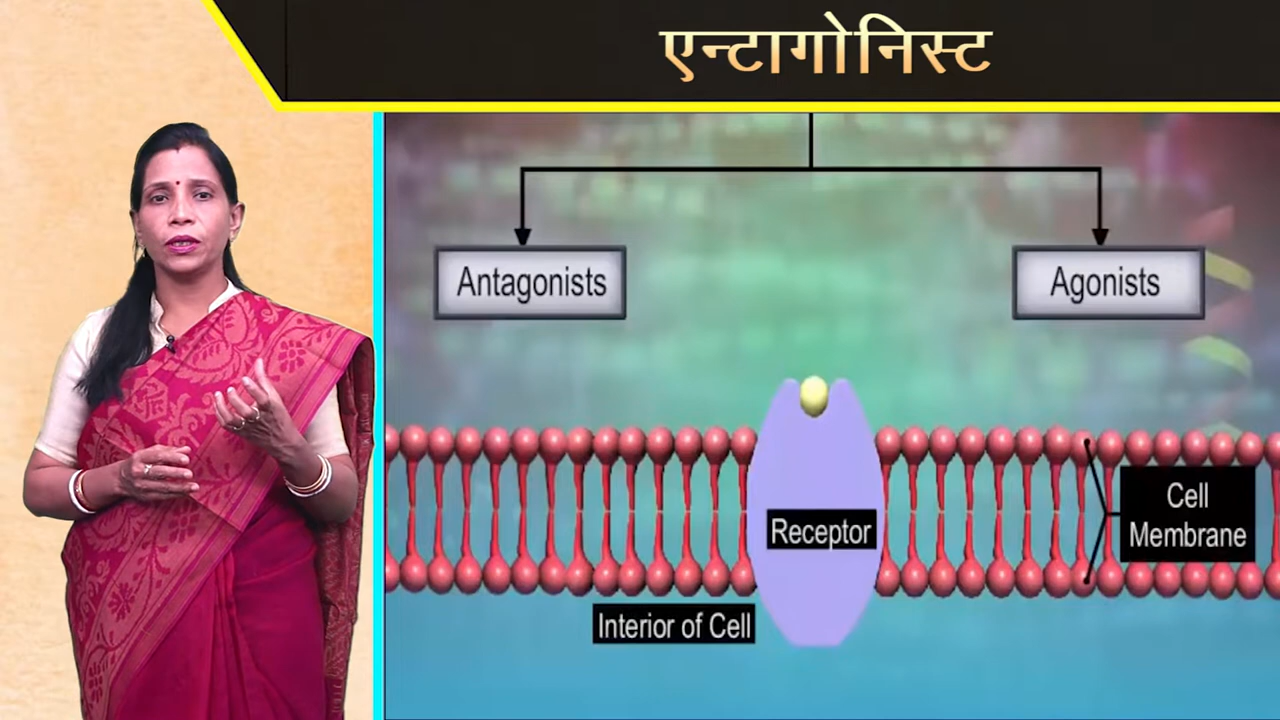 एन्टागोनिस्ट
Antagonists
Agonists
Receptor
Cell
Membrane
Interior of Cell